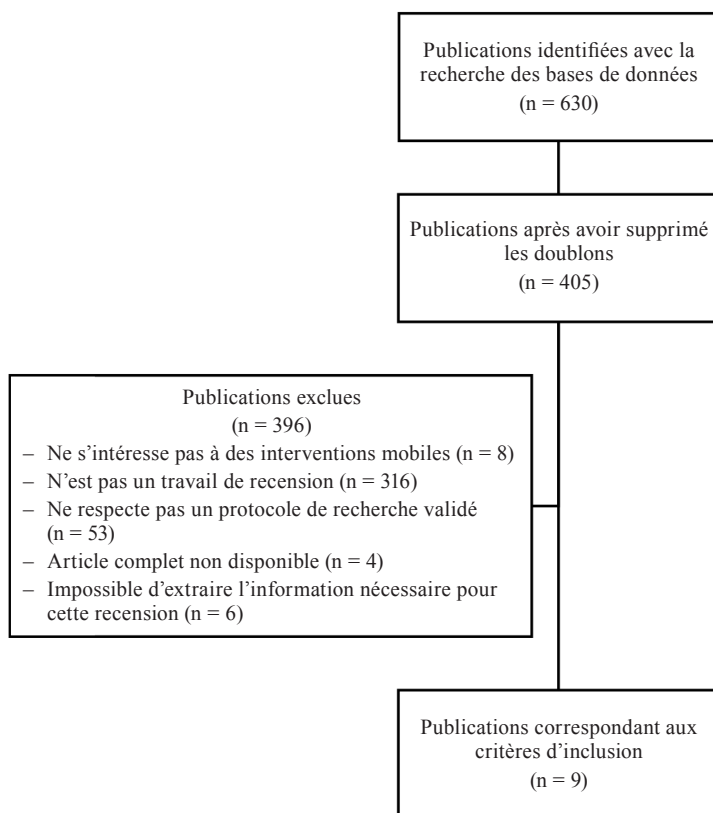 Publications identifiées avec la
recherche des bases de données
(n = 630)
Publications après avoir supprimé
les doublons
(n = 405)
Publications exclues
(n = 396)
– Ne s'intéresse pas à des interventions mobiles (n = 8)
– N'est pas un travail de recension (n = 316)
– Ne respecte pas un protocole de recherche validé
(n = 53)
– Article complet non disponible (n = 4)
– Impossible d'extraire l'information nécessaire pour
cette recension (n = 6)
Publications correspondant aux
critères d'inclusion
(n = 9)